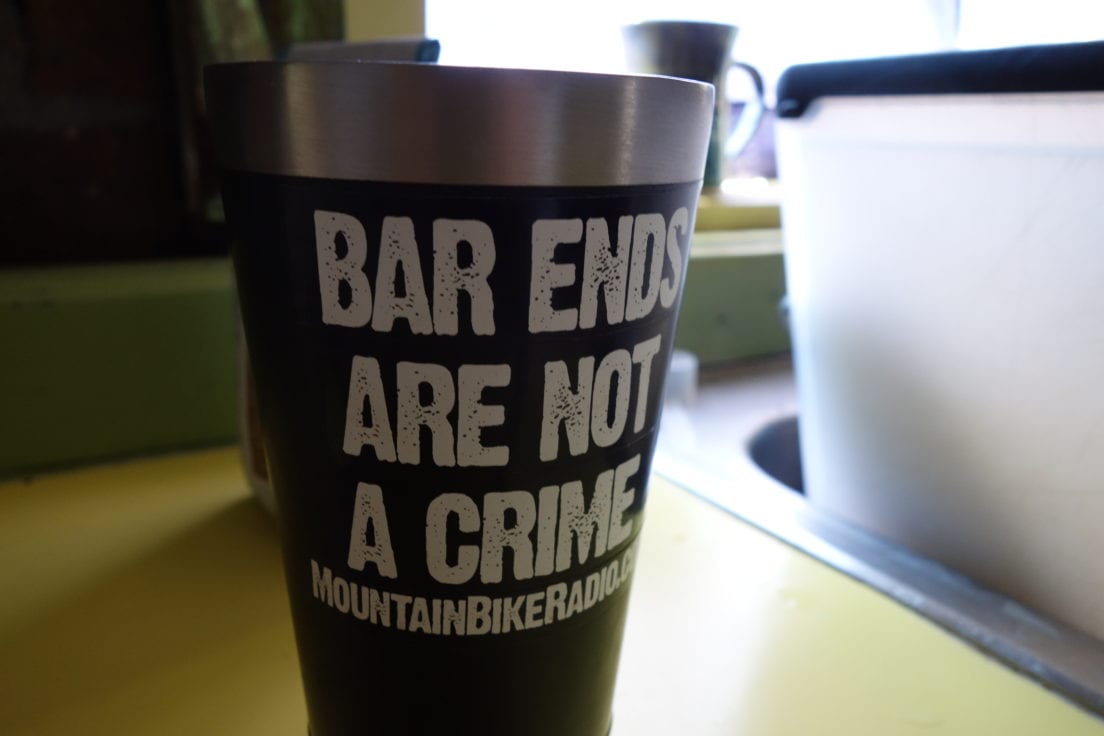 BAR ENDS
ARE NOT
A CRIME
MOUNTAINBIKERADIO.C